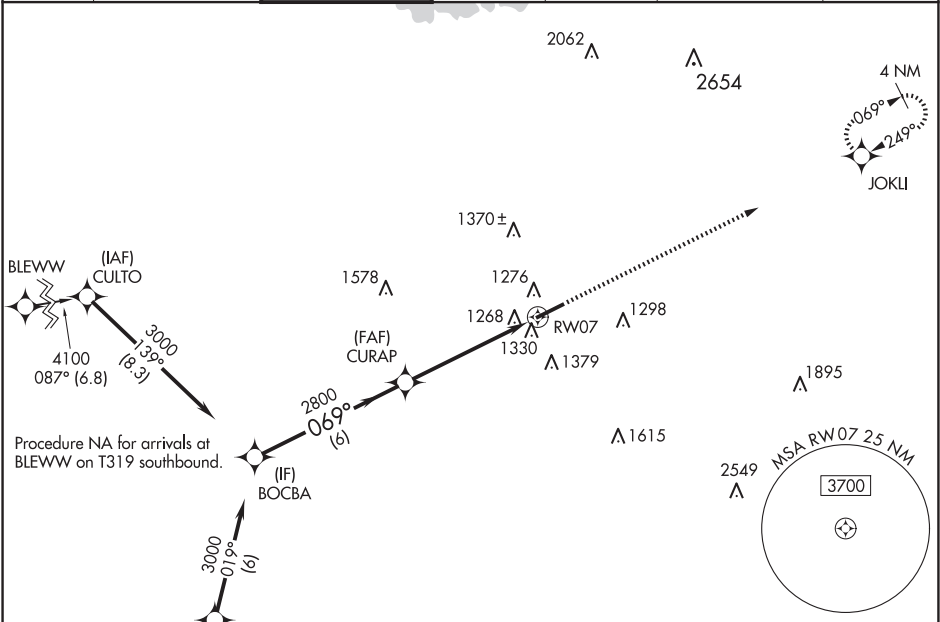 2062
2654
4 NM
069°
249°
JOKLI
1370±
BLEWW
(IAF)
CULTO
1578
1276
1268
RW07
1298
1330
1379
(FAF)
CURAP
4100
087° (6.8)
3000
139°
(8.3)
1895
2800
069°
(6)
1615
Procedure NA for arrivals at
BLEWW on T319 southbound.
(IF)
BOCBA
2549
MSA RW07 25 NM
3700
3000
019°
(6)